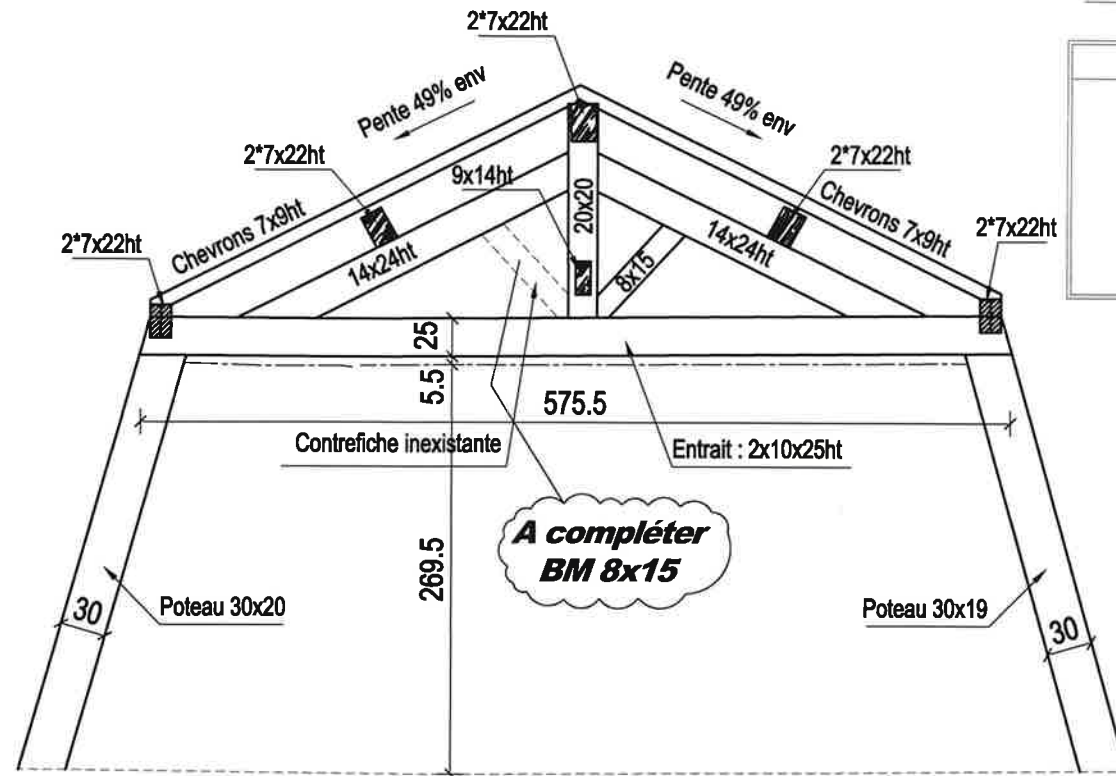 2*7x22ht
Pente 49% env
Pente 49% env
2*7x22ht
9x14ht
2*7x22ht
20x20
Chevrons 7x9ht
Chevrons 7x9ht
2*7x22ht
2*7x22ht
14x24ht
8x15
14x24ht
25
5.5
575.5
Contrefiche inexistante
Entrait : 2x10x25ht
A compléter
BM 8x15
269.5
Poteau 30x20
Poteau 30x19
30
30